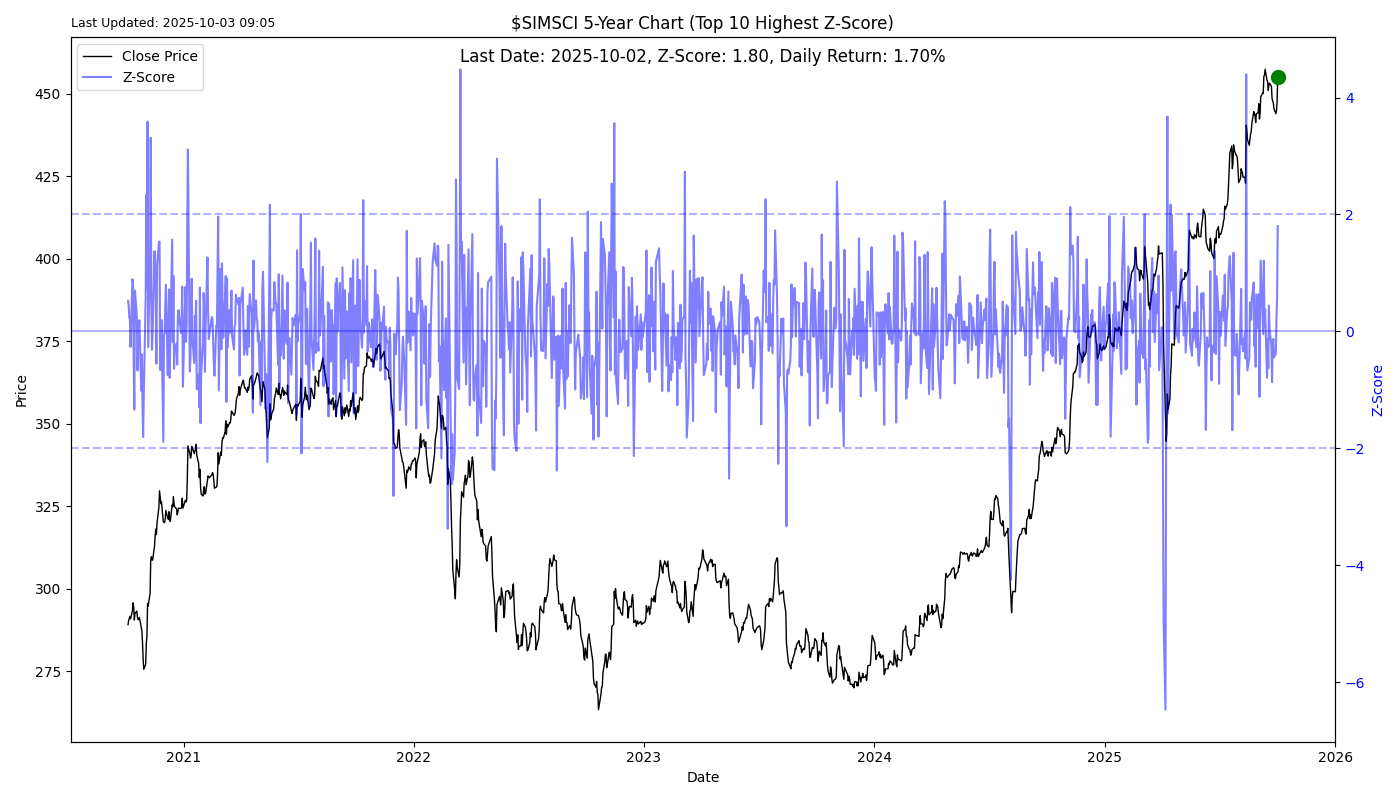 Last Updated: 2025-10-03 09:05
$SIMSCI 5-Year Chart (Top 10 Highest Z-Score)
Last Date: 2025-10-02, Z-Score: 1.80, Daily Return: 1.70%
Close Price
Z-Score
450
425
400
375
350
325
300
275
Price
4
2
0
−2
−4
−6
Z-Score
2021
2022
2023
2024
2025
2026
Date